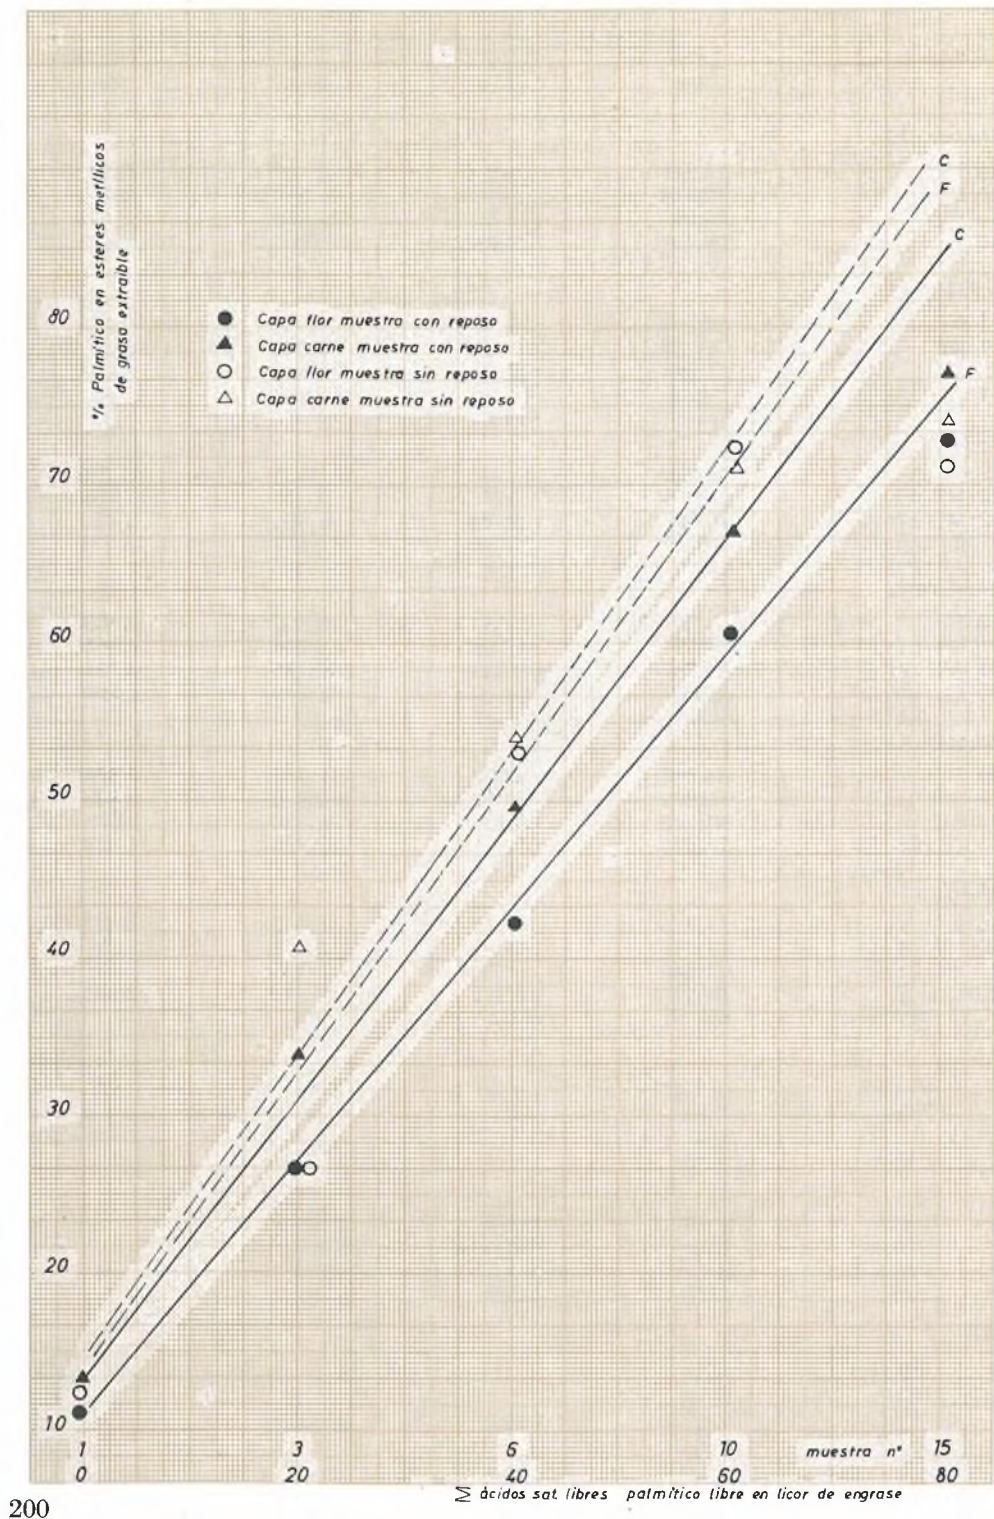 % Palmítico en esteres metílicos
de grasa extraible
C
F
C
80
Capa flor muestra con reposo
Capa carne muestra con reposo
F
Capa flor muestra sin reposo
Capa carne muestra sin reposo
70
60
50
40
30
20
10
1 3 6 10 muestra nº 15
0 20 40 60 80
Σ ácidos sat. libres palmítico libre en licor de engrase
200